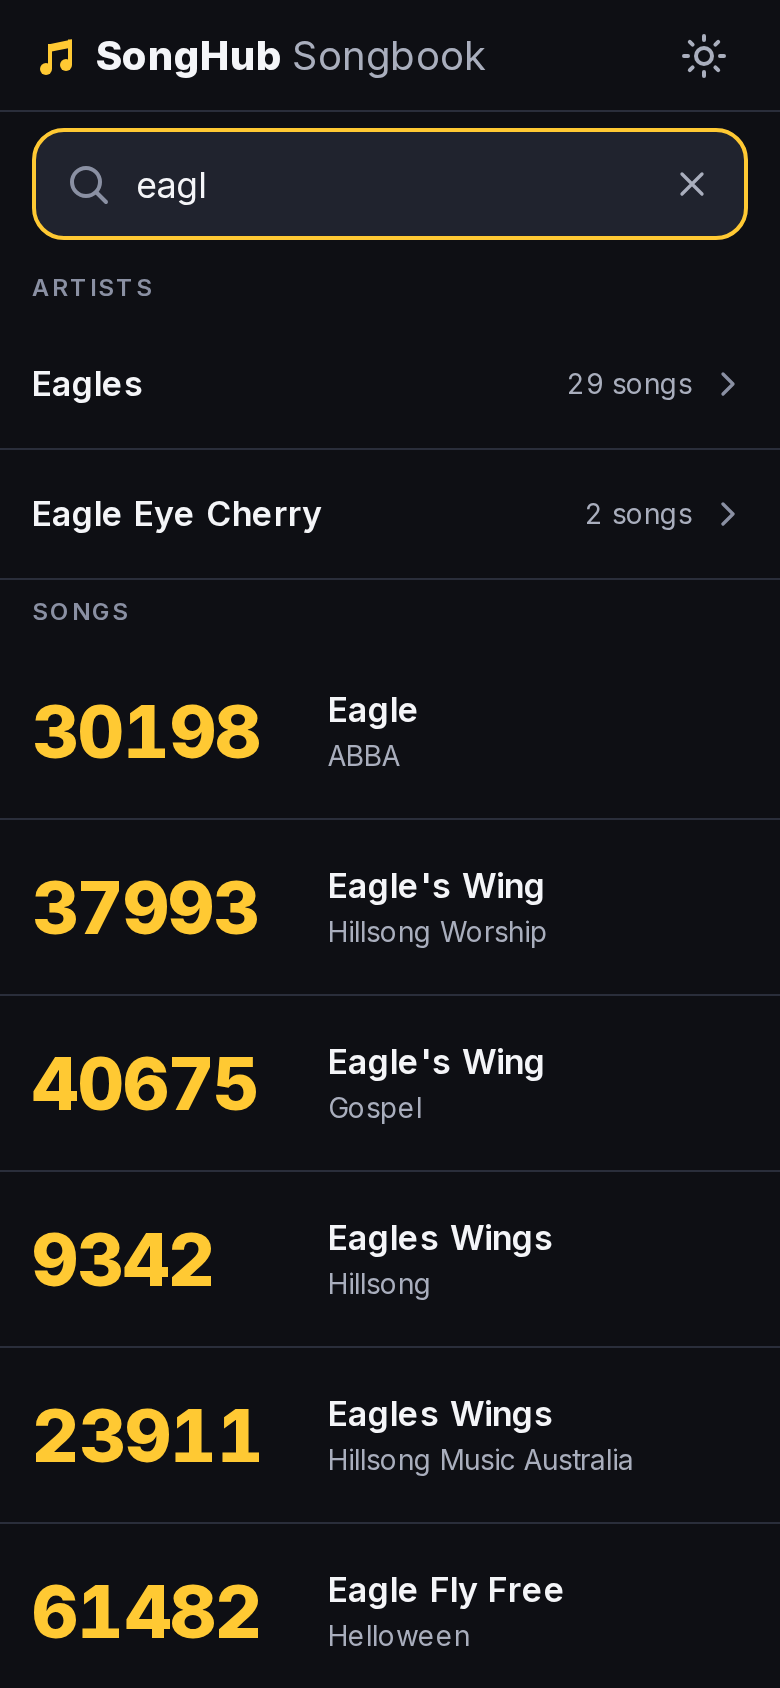 SongHub Songbook
eagl
ARTISTS
Eagles 29 songs
Eagle Eye Cherry 2 songs
SONGS
30198 Eagle
ABBA
37993 Eagle's Wing
Hillsong Worship
40675 Eagle's Wing
Gospel
9342 Eagles Wings
Hillsong
23911 Eagles Wings
Hillsong Music Australia
61482 Eagle Fly Free
Helloween